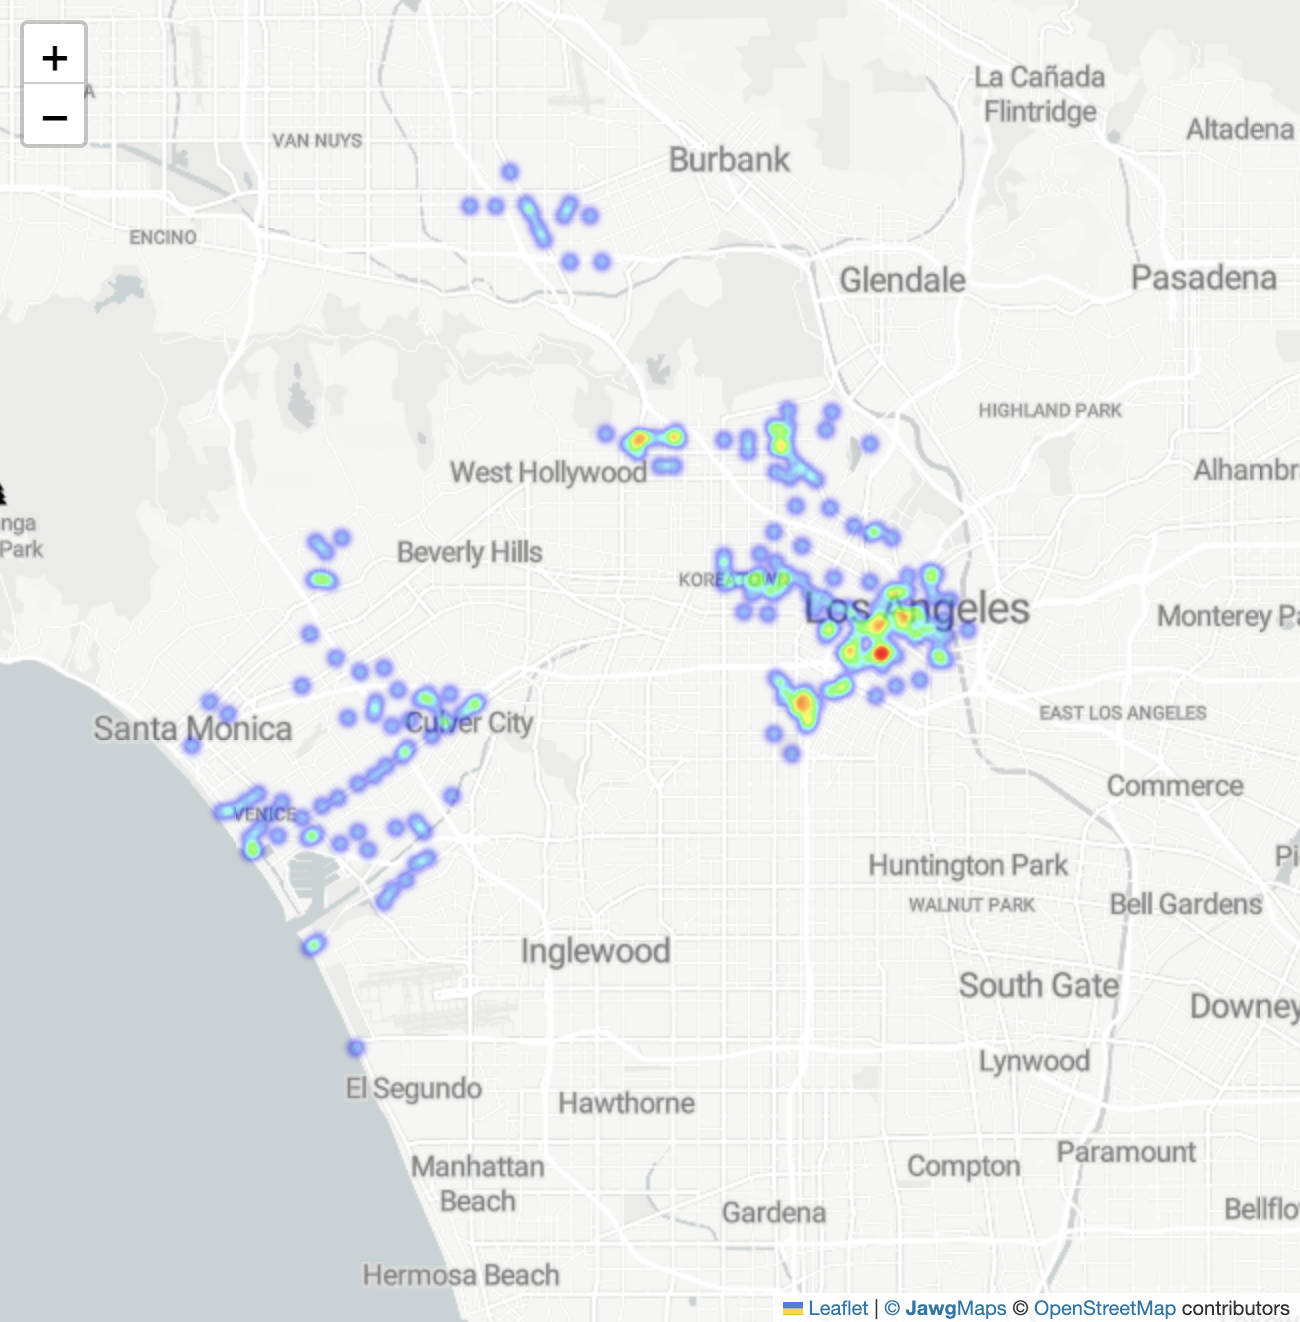 +
−
La Cañada
Flintridge
Altadena
VAN NUYS
Burbank
ENCINO
Glendale
Pasadena
HIGHLAND PARK
West Hollywood
Alhambr
nga
Park
Beverly Hills
KOREATOWN
Los Angeles
Monterey Pa
Santa Monica
Culver City
EAST LOS ANGELES
Commerce
VENICE
Huntington Park
Pi
WALNUT PARK
Bell Gardens
Inglewood
South Gate
Downey
Lynwood
El Segundo
Hawthorne
Manhattan
Beach
Compton
Paramount
Gardena
Bellflo
Hermosa Beach
Leaflet | © JawgMaps © OpenStreetMap contributors